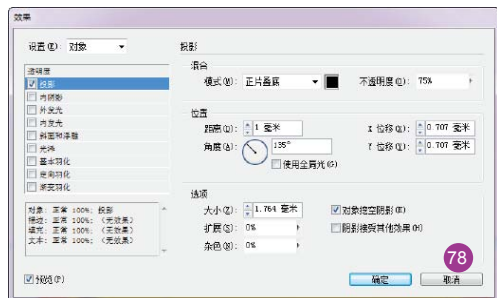 效果
设置(E): 对象
投影
透明度
投影
内阴影
外发光
内发光
斜面和浮雕
光泽
基本羽化
定向羽化
渐变羽化
对象: 正常 100%; 投影
描边: 正常 100%; (无效果)
填充: 正常 100%; (无效果)
文本: 正常 100%; (无效果)
预览(P)
混合
模式(M): 正片叠底
不透明度(O): 75%
位置
距离(D): 1 毫米
X 位移(X): 0.707 毫米
角度(A): 135°
Y 位移(Y): 0.707 毫米
使用全局光(G)
选项
大小(Z): 1.764 毫米
对象挖空阴影(K)
扩展(S): 0%
阴影接受其他效果(H)
杂色(N): 0%
78
确定
取消